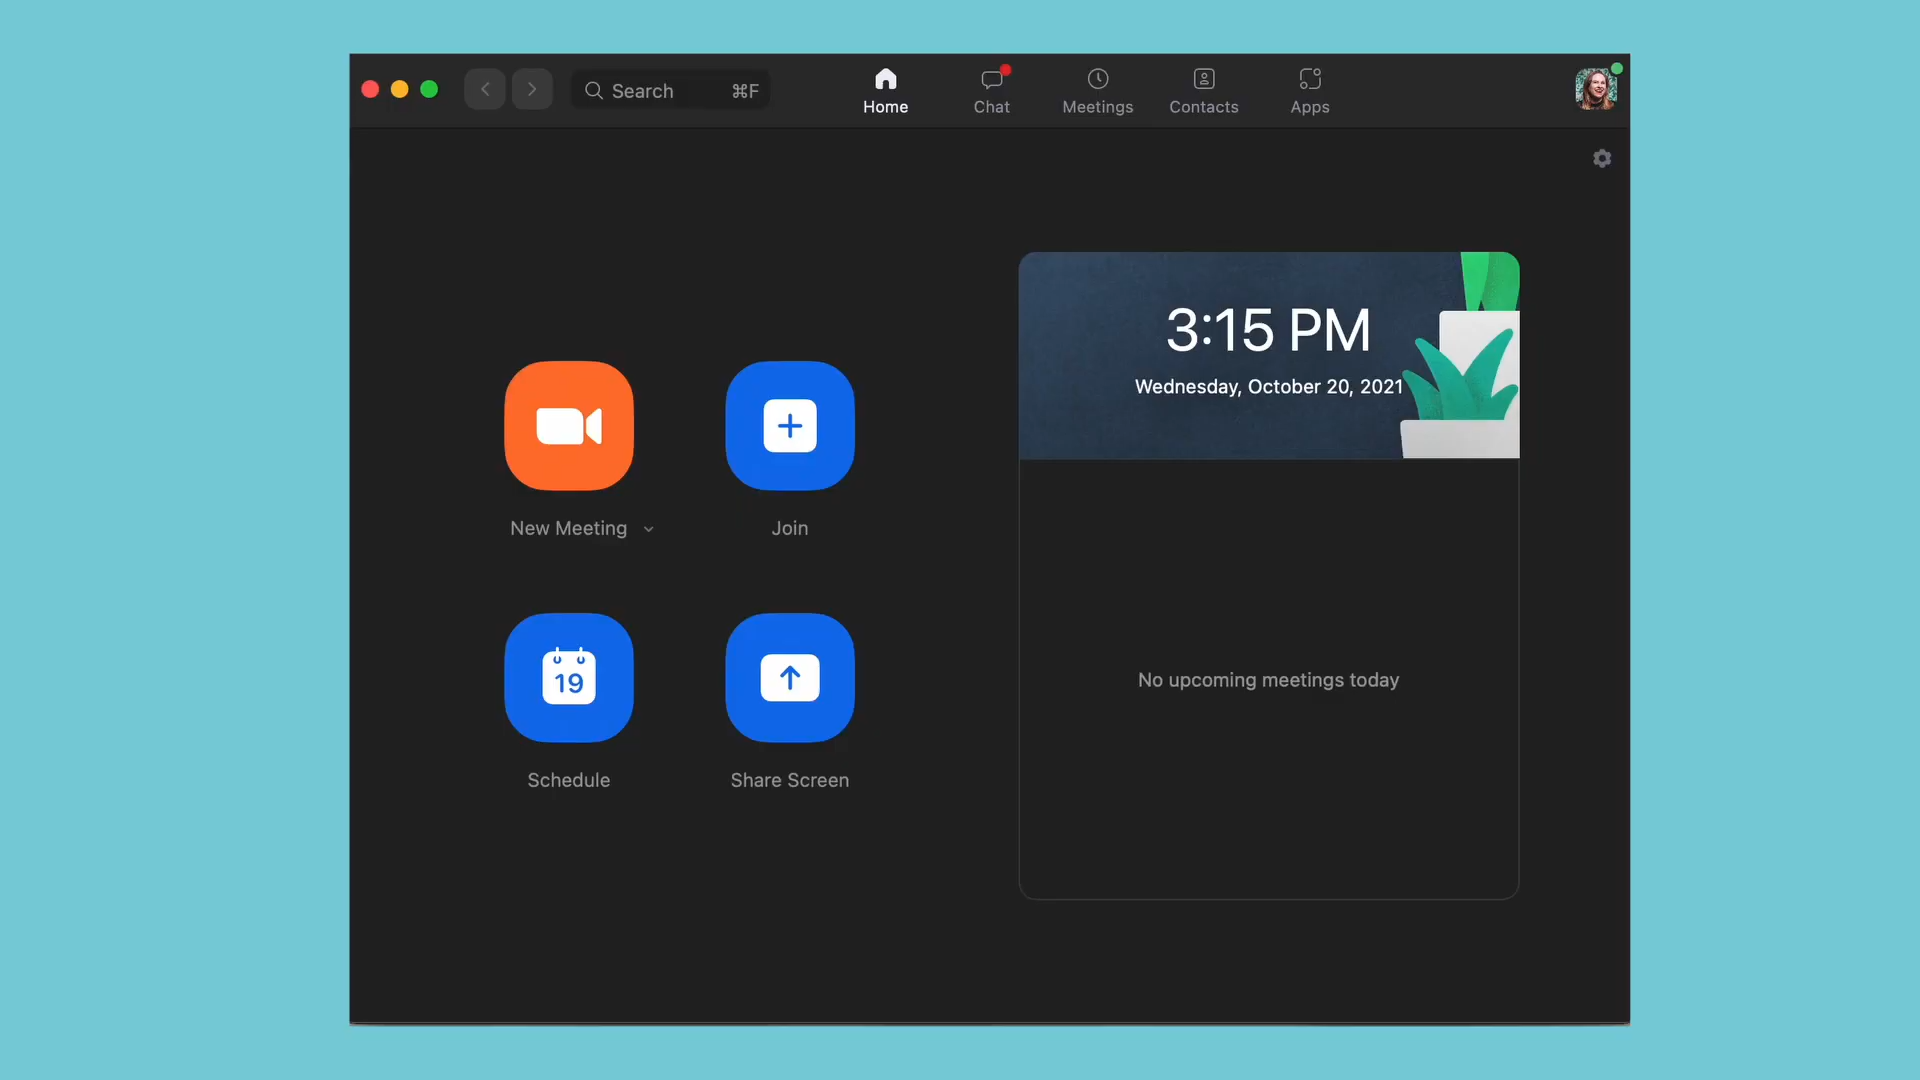 Search ⌘F
Home
Chat
Meetings
Contacts
Apps
3:15 PM
Wednesday, October 20, 2021
New Meeting
Join
19
Schedule
Share Screen
No upcoming meetings today